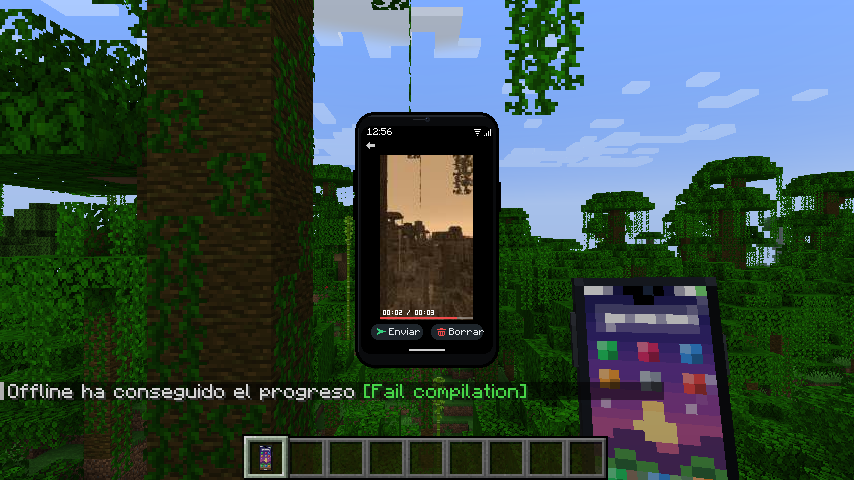 12:56
00:02 / 00:03
Enviar
Borrar
Offline ha conseguido el progreso [Fail compilation]